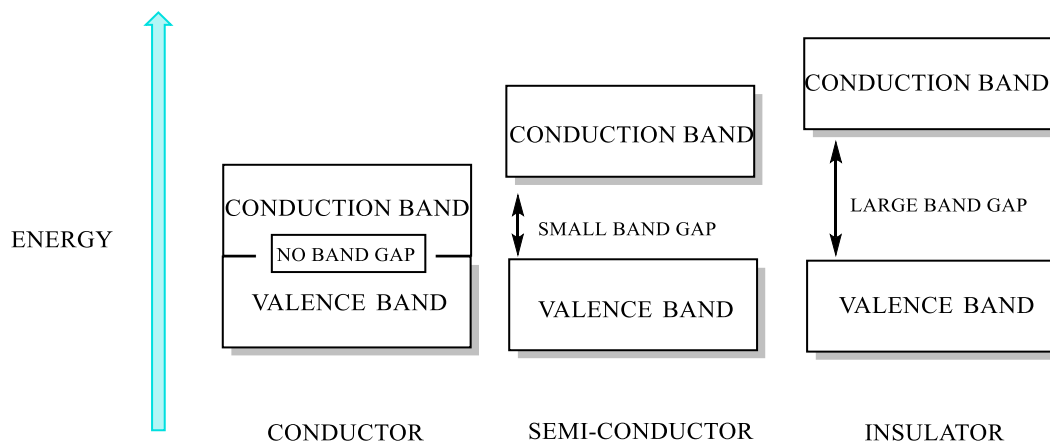 ENERGY
CONDUCTION BAND
NO BAND GAP
VALENCE BAND
CONDUCTOR
CONDUCTION BAND
SMALL BAND GAP
VALENCE BAND
SEMI-CONDUCTOR
CONDUCTION BAND
LARGE BAND GAP
VALENCE BAND
INSULATOR